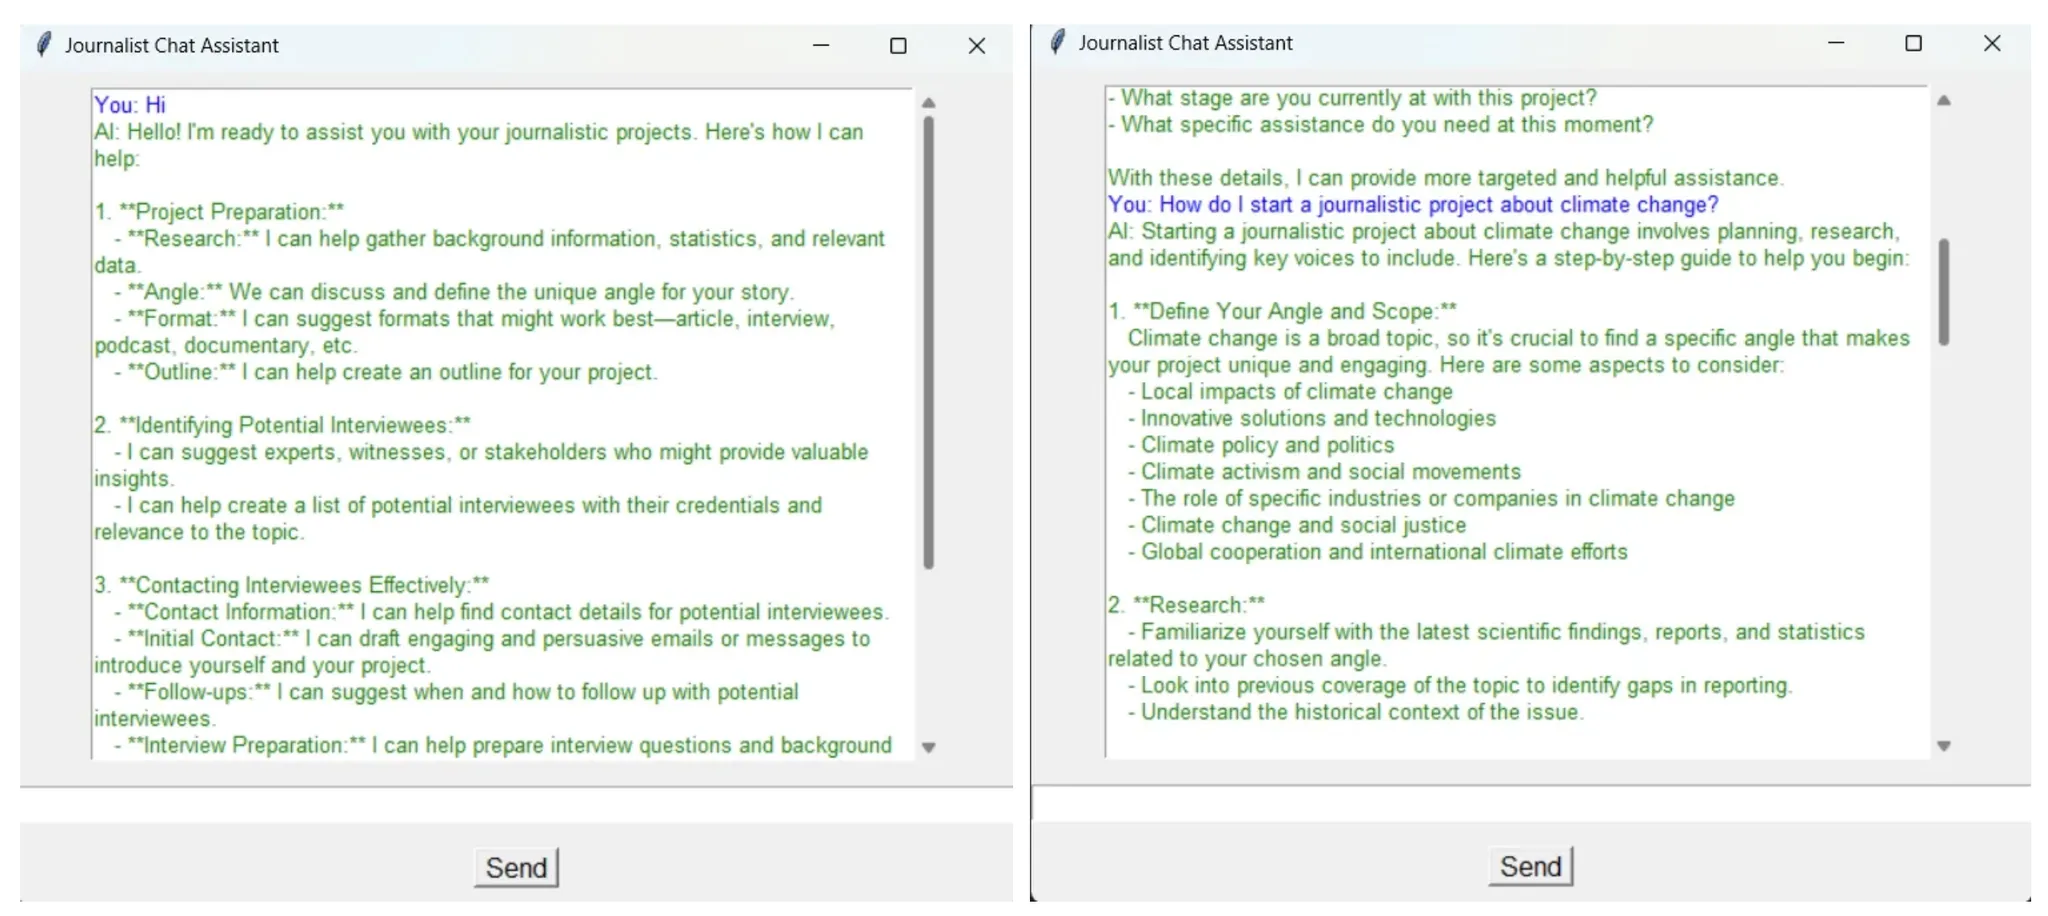 Journalist Chat Assistant
You: Hi
AI: Hello! I'm ready to assist you with your journalistic projects. Here's how I can
help:
1. **Project Preparation:**
- **Research:** I can help gather background information, statistics, and relevant
data.
- **Angle:** We can discuss and define the unique angle for your story.
- **Format:** I can suggest formats that might work best—article, interview,
podcast, documentary, etc.
- **Outline:** I can help create an outline for your project.
2. **Identifying Potential Interviewees:**
- I can suggest experts, witnesses, or stakeholders who might provide valuable
insights.
- I can help create a list of potential interviewees with their credentials and
relevance to the topic.
3. **Contacting Interviewees Effectively:**
- **Contact Information:** I can help find contact details for potential interviewees.
- **Initial Contact:** I can draft engaging and persuasive emails or messages to
introduce yourself and your project.
- **Follow-ups:** I can suggest when and how to follow up with potential
interviewees.
- **Interview Preparation:** I can help prepare interview questions and background
Send
Journalist Chat Assistant
- What stage are you currently at with this project?
- What specific assistance do you need at this moment?
With these details, I can provide more targeted and helpful assistance.
You: How do I start a journalistic project about climate change?
AI: Starting a journalistic project about climate change involves planning, research,
and identifying key voices to include. Here's a step-by-step guide to help you begin:
1. **Define Your Angle and Scope:**
Climate change is a broad topic, so it's crucial to find a specific angle that makes
your project unique and engaging. Here are some aspects to consider:
- Local impacts of climate change
- Innovative solutions and technologies
- Climate policy and politics
- Climate activism and social movements
- The role of specific industries or companies in climate change
- Climate change and social justice
- Global cooperation and international climate efforts
2. **Research:**
- Familiarize yourself with the latest scientific findings, reports, and statistics
related to your chosen angle.
- Look into previous coverage of the topic to identify gaps in reporting.
- Understand the historical context of the issue.
Send